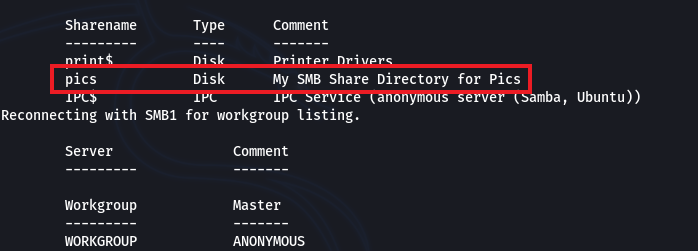 Sharename Type Comment
--------- ---- -------
print$ Disk Printer Drivers
pics Disk My SMB Share Directory for Pics
IPC$ IPC IPC Service (anonymous server (Samba, Ubuntu))
Reconnecting with SMB1 for workgroup listing.
Server Comment
--------- -------
Workgroup Master
--------- -------
WORKGROUP ANONYMOUS